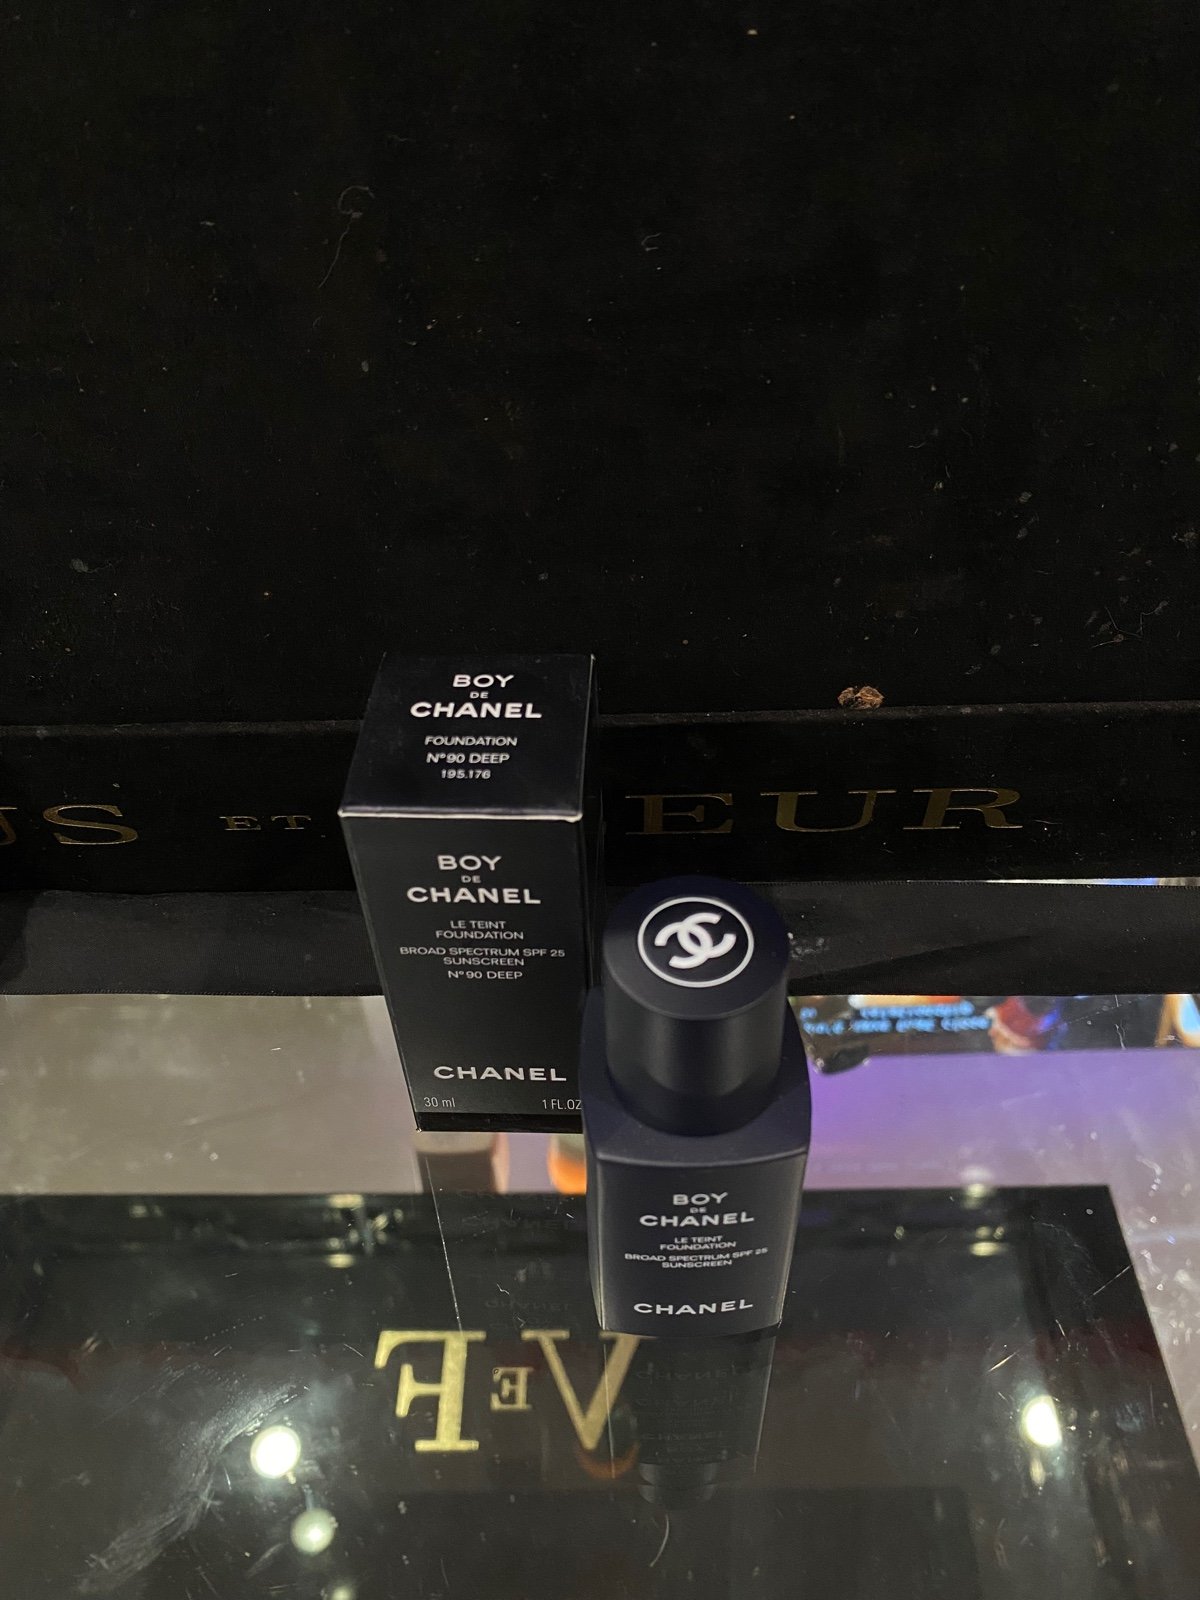 BOY
DE
CHANEL
FOUNDATION
N°90 DEEP
195.176
BOY
DE
CHANEL
LE TEINT
FOUNDATION
BROAD SPECTRUM SPF 25
SUNSCREEN
N°90 DEEP
CHANEL
30 ml 1 FL.OZ
ET
EUR
BOY
DE
CHANEL
LE TEINT
FOUNDATION
BROAD SPECTRUM SPF 25
SUNSCREEN
CHANEL